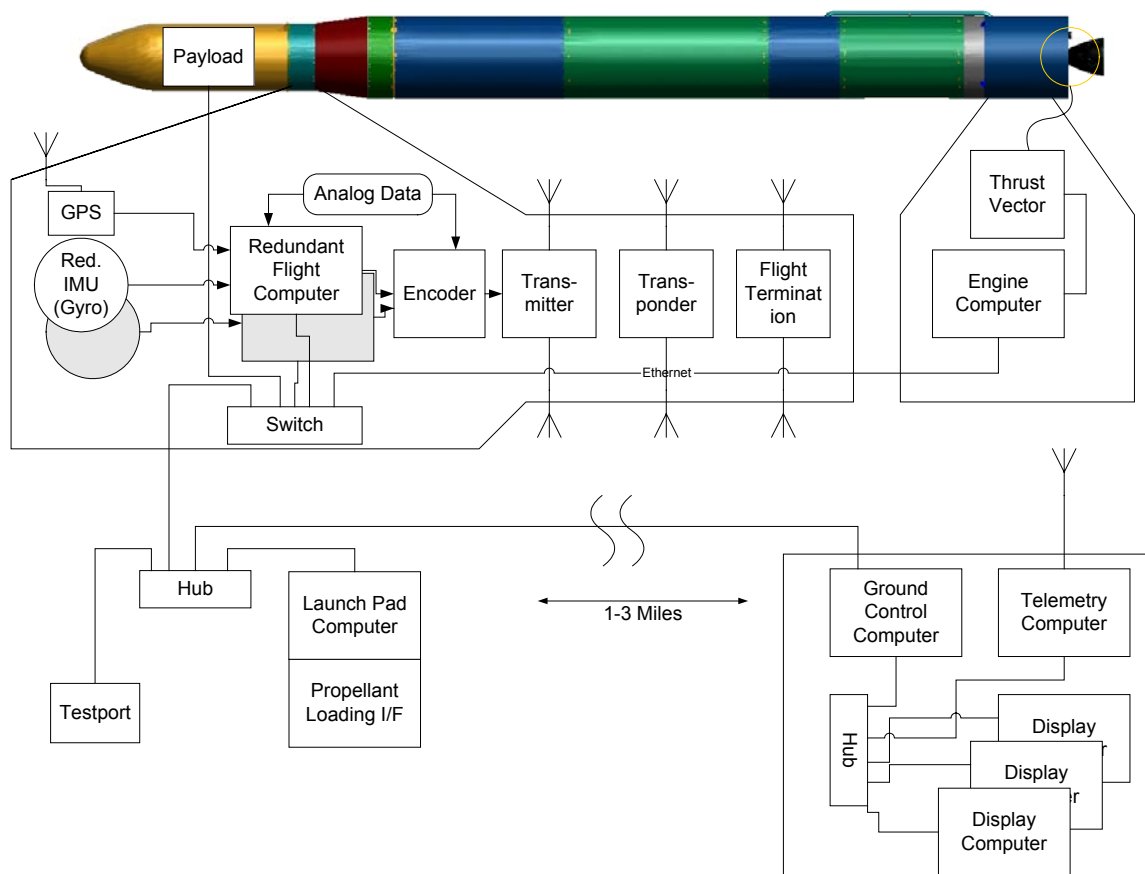 Payload
Analog Data
GPS
Redundant
Flight
Computer
Red.
IMU
(Gyro)
Encoder
Trans-
mitter
Trans-
ponder
Flight
Terminat
ion
Thrust
Vector
Engine
Computer
Ethernet
Switch
Hub
Launch Pad
Computer
Propellant
Loading I/F
Testport
1-3 Miles
Ground
Control
Computer
Telemetry
Computer
Hub
Display
Display
Display
Computer